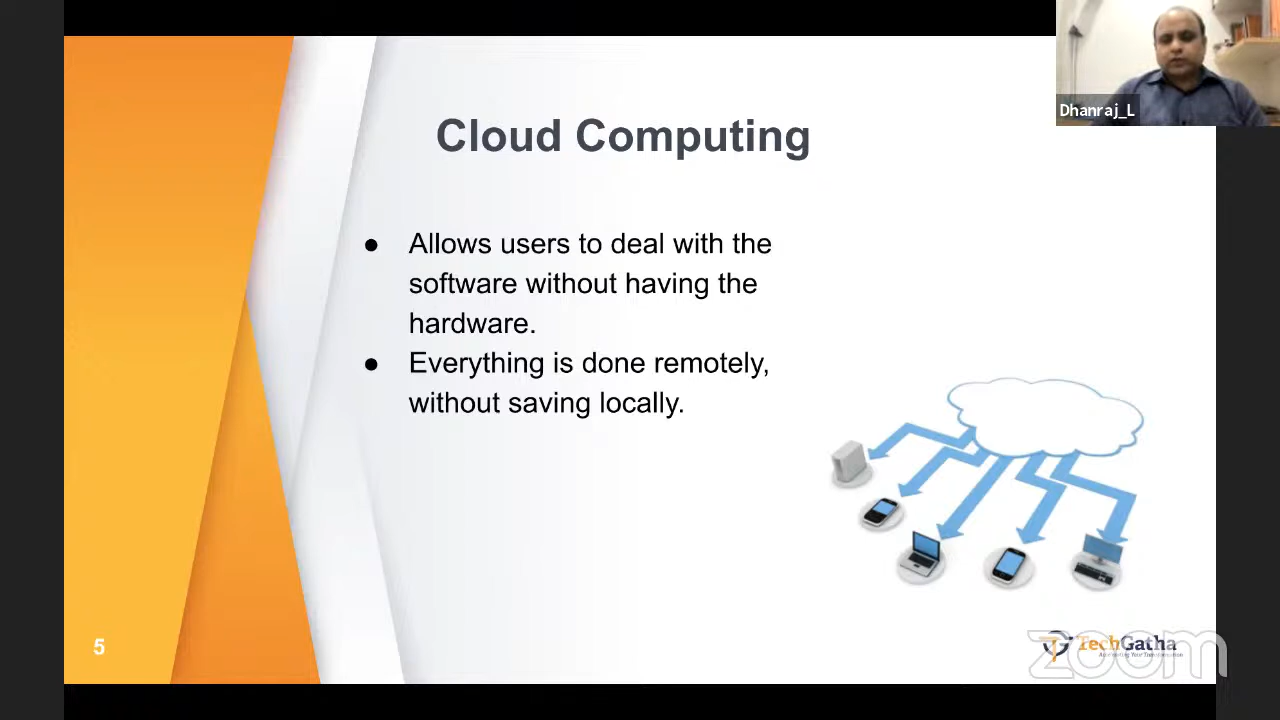 Dhanraj_L
Cloud Computing
● Allows users to deal with the
software without having the
hardware.
● Everything is done remotely,
without saving locally.
5
TechGatha
zoom